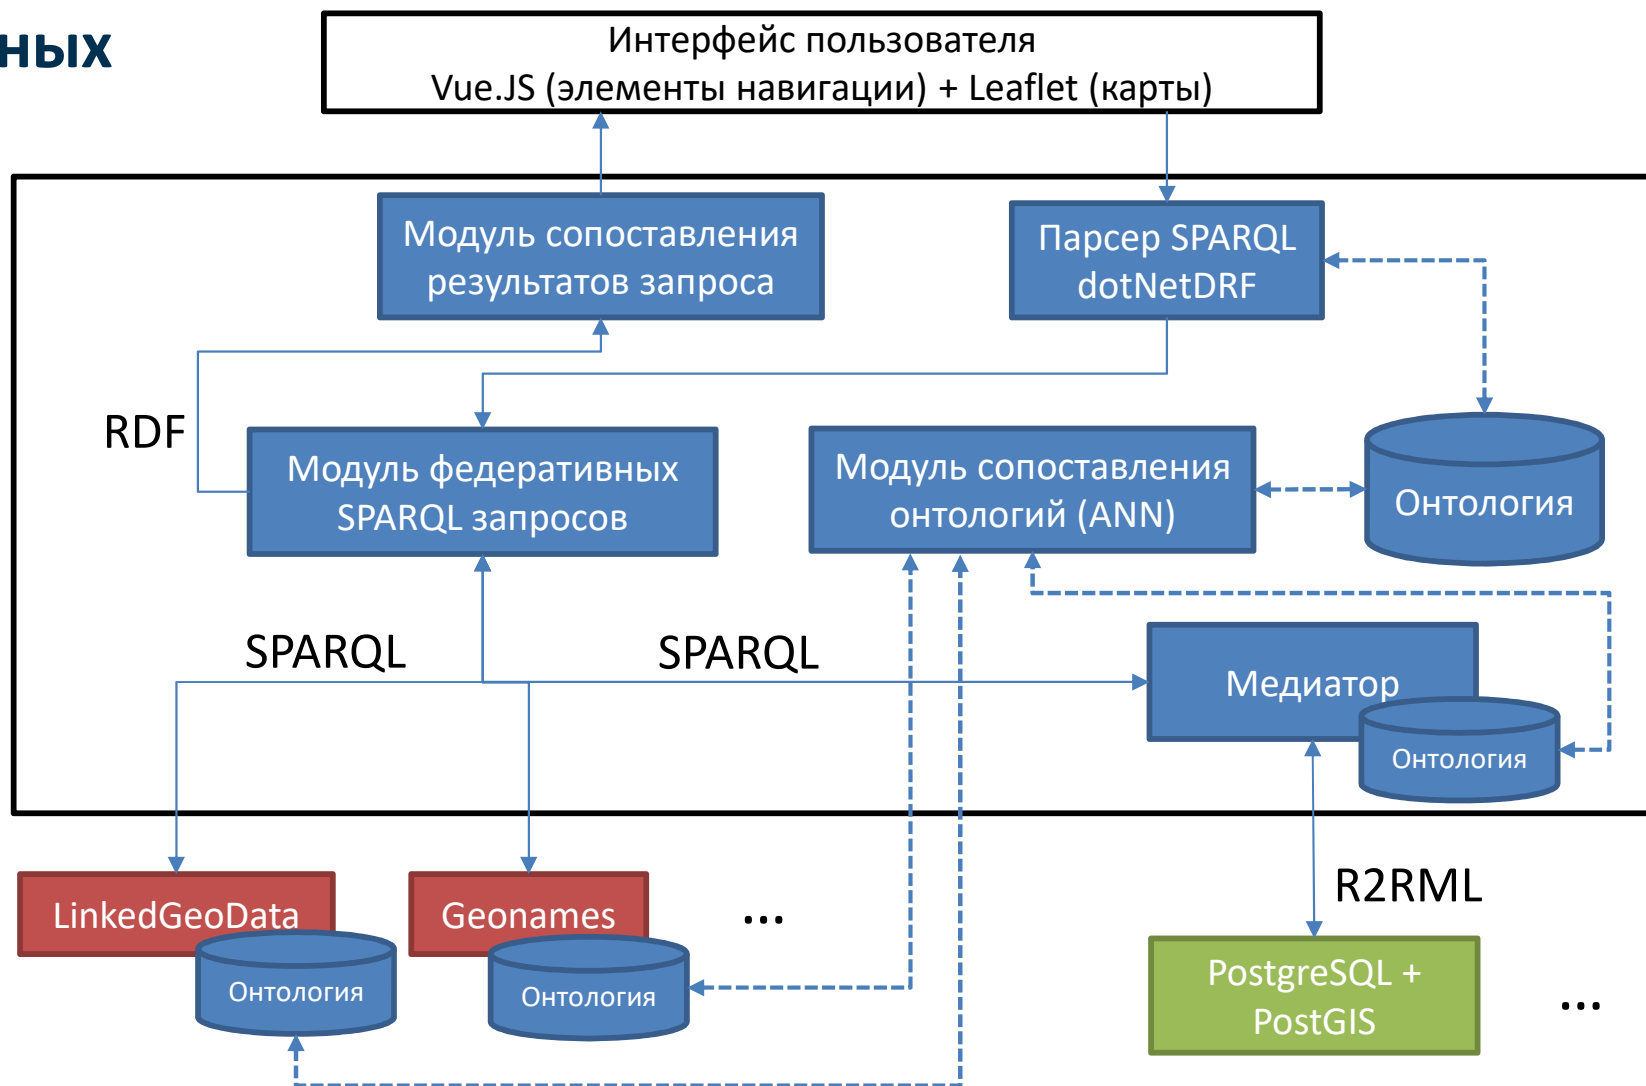 ных
Интерфейс пользователя
Vue.JS (элементы навигации) + Leaflet (карты)
Модуль сопоставления
результатов запроса
Парсер SPARQL
dotNetDRF
RDF
Модуль федеративных
SPARQL запросов
Модуль сопоставления
онтологий (ANN)
Онтология
SPARQL
SPARQL
Медиатор
Онтология
LinkedGeoData
Онтология
Geonames
Онтология
...
R2RML
PostgreSQL +
PostGIS
...